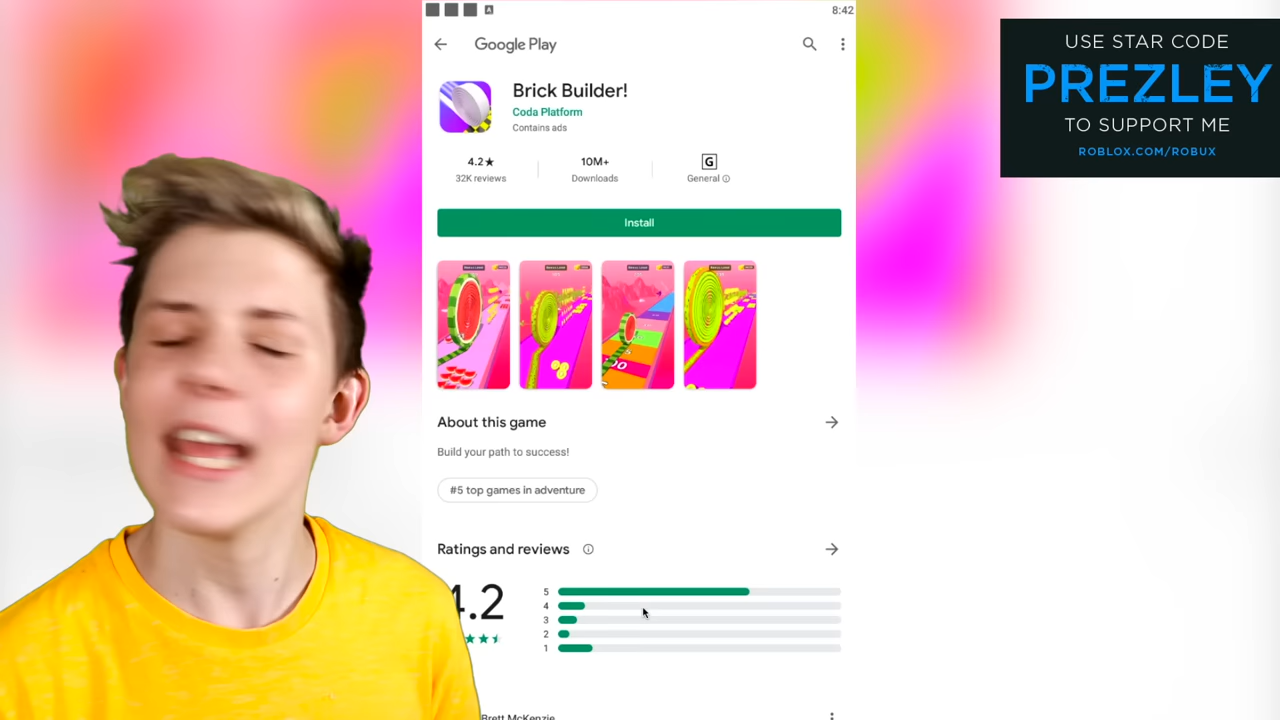 A
8:42
Google Play
Brick Builder!
Coda Platform
Contains ads
4.2★
32K reviews
10M+
Downloads
G
General
Install
About this game
Build your path to success!
#5 top games in adventure
Ratings and reviews
4.2
5
4
3
2
1
Brett McKenzie
USE STAR CODE
PREZLEY
TO SUPPORT ME
ROBLOX.COM/ROBUX